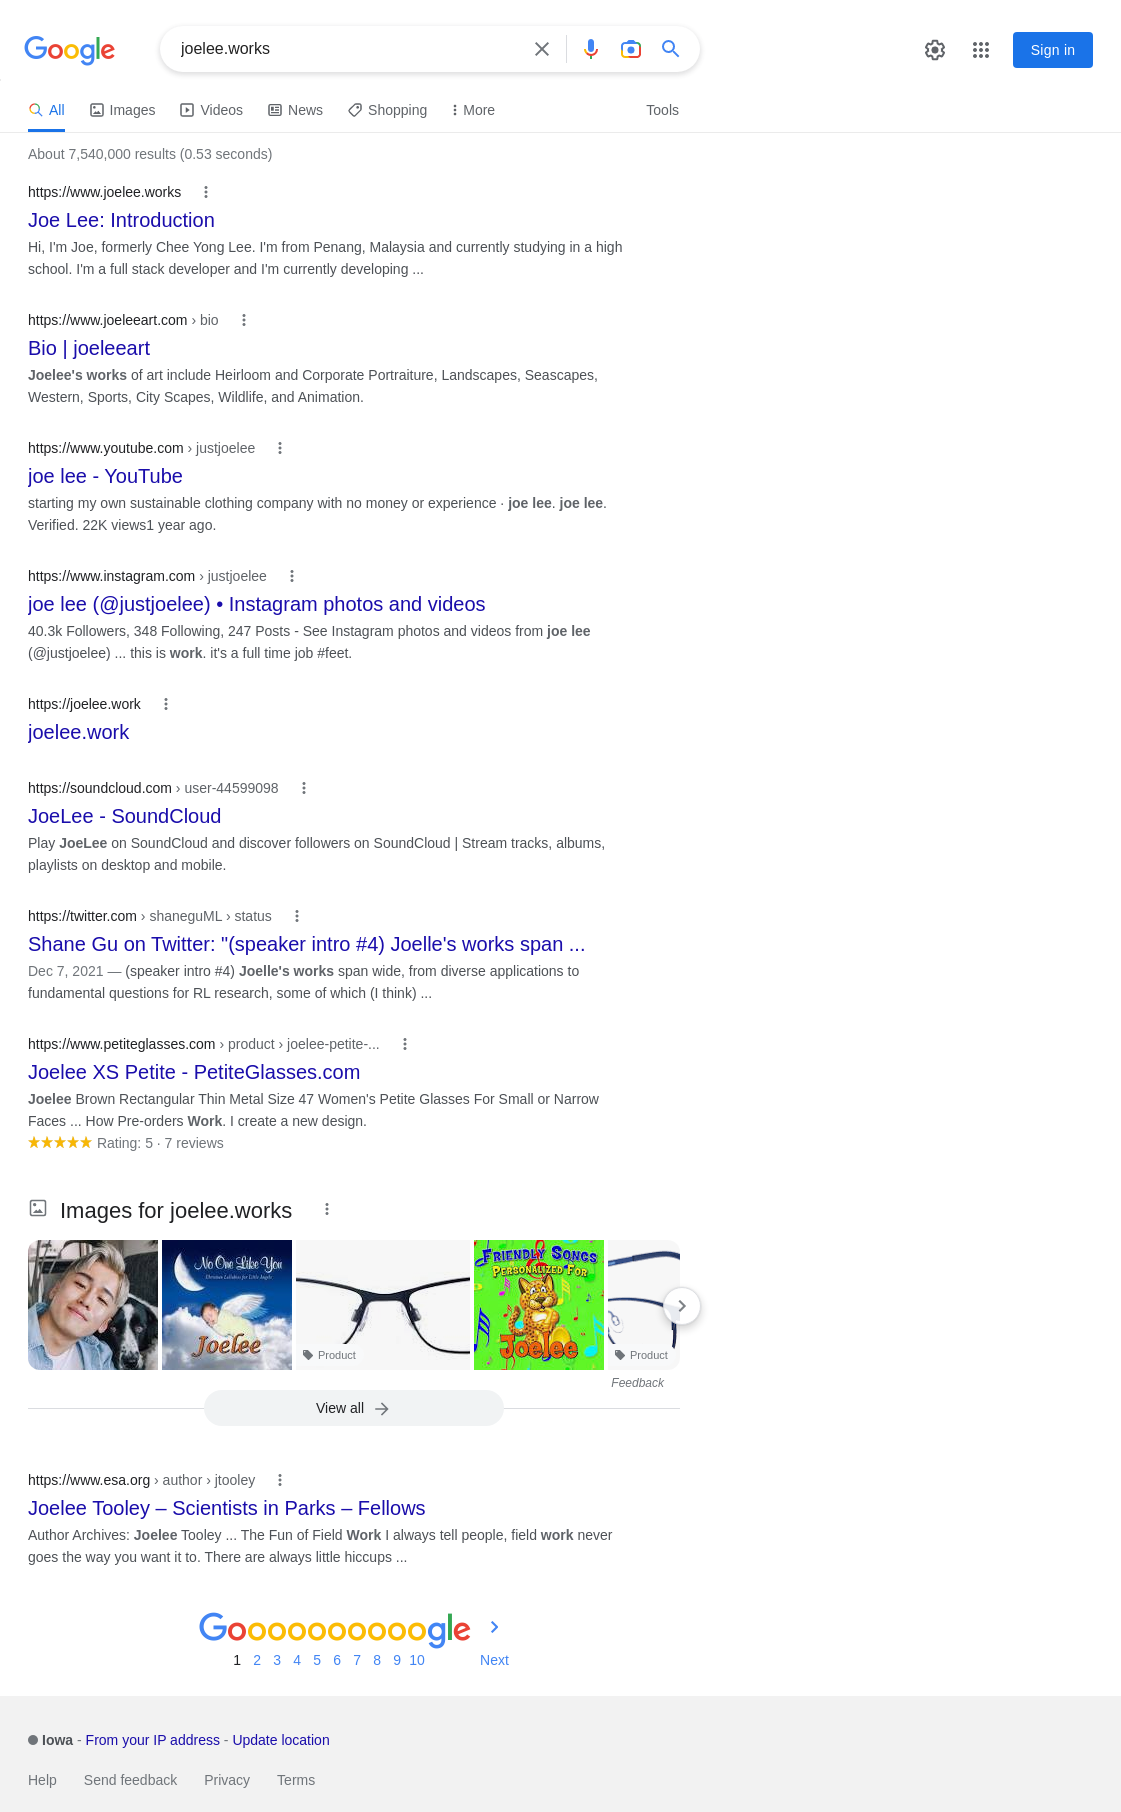 Google
joelee.works
Sign in
All
Images
Videos
News
Shopping
More
Tools
About 7,540,000 results (0.53 seconds)
https://www.joelee.works
Joe Lee: Introduction
Hi, I'm Joe, formerly Chee Yong Lee. I'm from Penang, Malaysia and currently studying in a high
school. I'm a full stack developer and I'm currently developing ...
https://www.joeleeart.com › bio
Bio | joeleeart
Joelee's works of art include Heirloom and Corporate Portraiture, Landscapes, Seascapes,
Western, Sports, City Scapes, Wildlife, and Animation.
https://www.youtube.com › justjoelee
joe lee - YouTube
starting my own sustainable clothing company with no money or experience · joe lee. joe lee.
Verified. 22K views1 year ago.
https://www.instagram.com › justjoelee
joe lee (@justjoelee) • Instagram photos and videos
40.3k Followers, 348 Following, 247 Posts - See Instagram photos and videos from joe lee
(@justjoelee) ... this is work. it's a full time job #feet.
https://joelee.work
joelee.work
https://soundcloud.com › user-44599098
JoeLee - SoundCloud
Play JoeLee on SoundCloud and discover followers on SoundCloud | Stream tracks, albums,
playlists on desktop and mobile.
https://twitter.com › shaneguML › status
Shane Gu on Twitter: "(speaker intro #4) Joelle's works span ...
Dec 7, 2021 — (speaker intro #4) Joelle's works span wide, from diverse applications to
fundamental questions for RL research, some of which (I think) ...
https://www.petiteglasses.com › product › joelee-petite-...
Joelee XS Petite - PetiteGlasses.com
Joelee Brown Rectangular Thin Metal Size 47 Women's Petite Glasses For Small or Narrow
Faces ... How Pre-orders Work. I create a new design.
Rating: 5 · 7 reviews
Images for joelee.works
No One Like You
Christian Lullabies for Little Angels
Joelee
Product
FRIENDLY SONGS
PERSONALIZED FOR
Joelee
Product
Feedback
View all
https://www.esa.org › author › jtooley
Joelee Tooley – Scientists in Parks – Fellows
Author Archives: Joelee Tooley ... The Fun of Field Work I always tell people, field work never
goes the way you want it to. There are always little hiccups ...
Goooooooooogle
1 2 3 4 5 6 7 8 9 10 Next
Iowa - From your IP address - Update location
Help Send feedback Privacy Terms